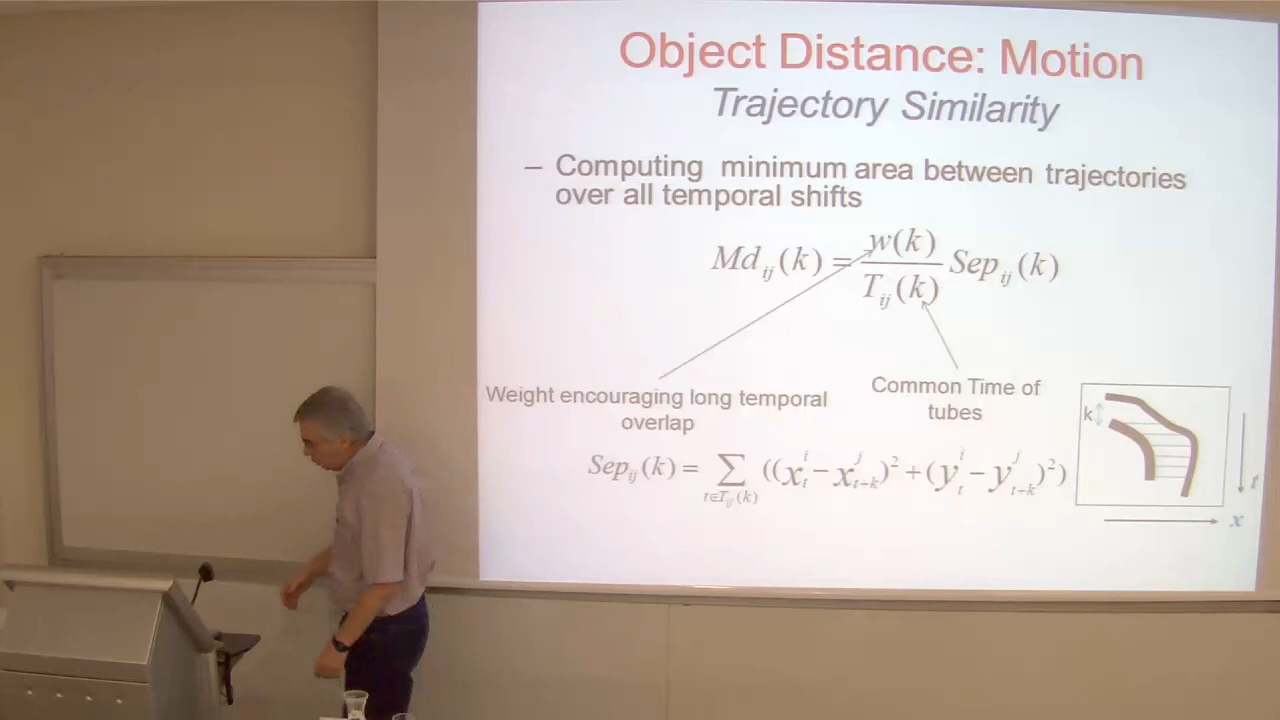 Object Distance: Motion
Trajectory Similarity
– Computing minimum area between trajectories
over all temporal shifts
Md_ij(k) = w(k)/T_ij(k) Sep_ij(k)
Weight encouraging long temporal
overlap
Common Time of
tubes
Sep_ij(k) = ∑_{t∈T_ij(k)} ((x_t^i − x_{t+k}^j)^2 + (y_t^i − y_{t+k}^j)^2)
k
t
x